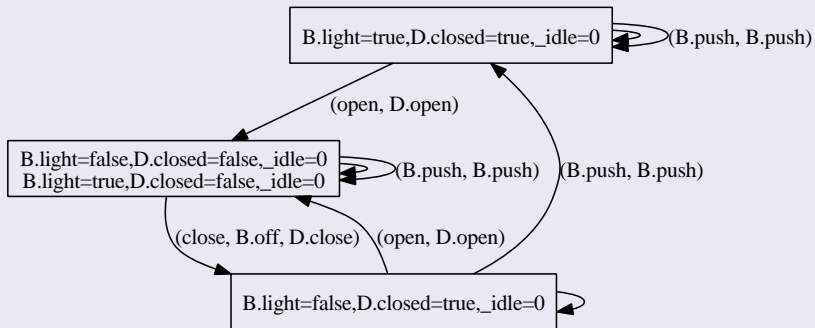 B.light=true,D.closed=true,_idle=0
(B.push, B.push)
(open, D.open)
B.light=false,D.closed=false,_idle=0
B.light=true,D.closed=false,_idle=0
(B.push, B.push)
(B.push, B.push)
(close, B.off, D.close)
(open, D.open)
B.light=false,D.closed=true,_idle=0